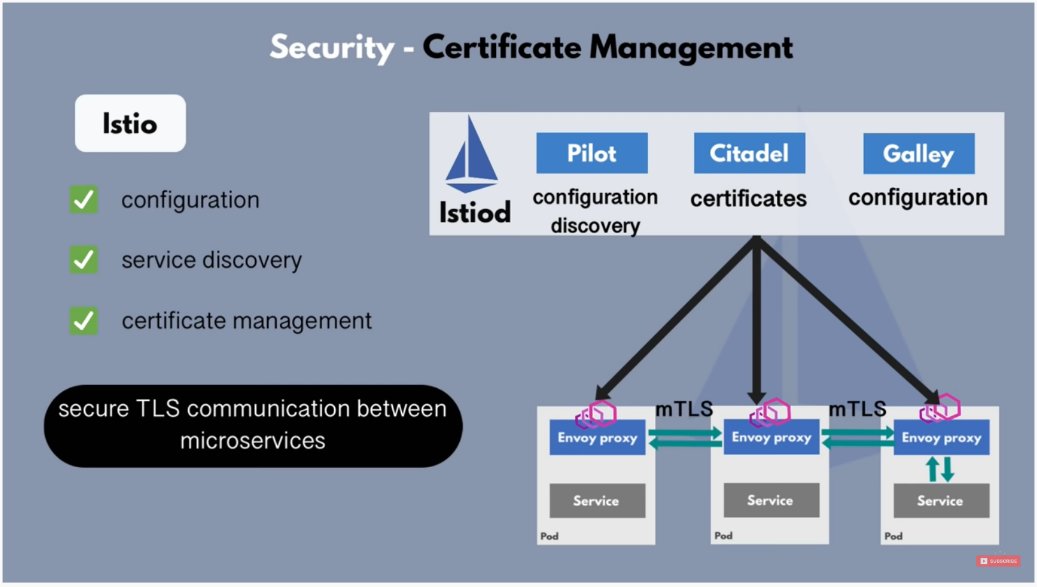 Security - Certificate Management
Istio
configuration
service discovery
certificate management
secure TLS communication between
microservices
Istiod
Pilot
configuration
discovery
Citadel
certificates
Galley
configuration
mTLS
mTLS
Envoy proxy
Service
Pod
Envoy proxy
Service
Pod
Envoy proxy
Service
Pod
SUBSCRIBE